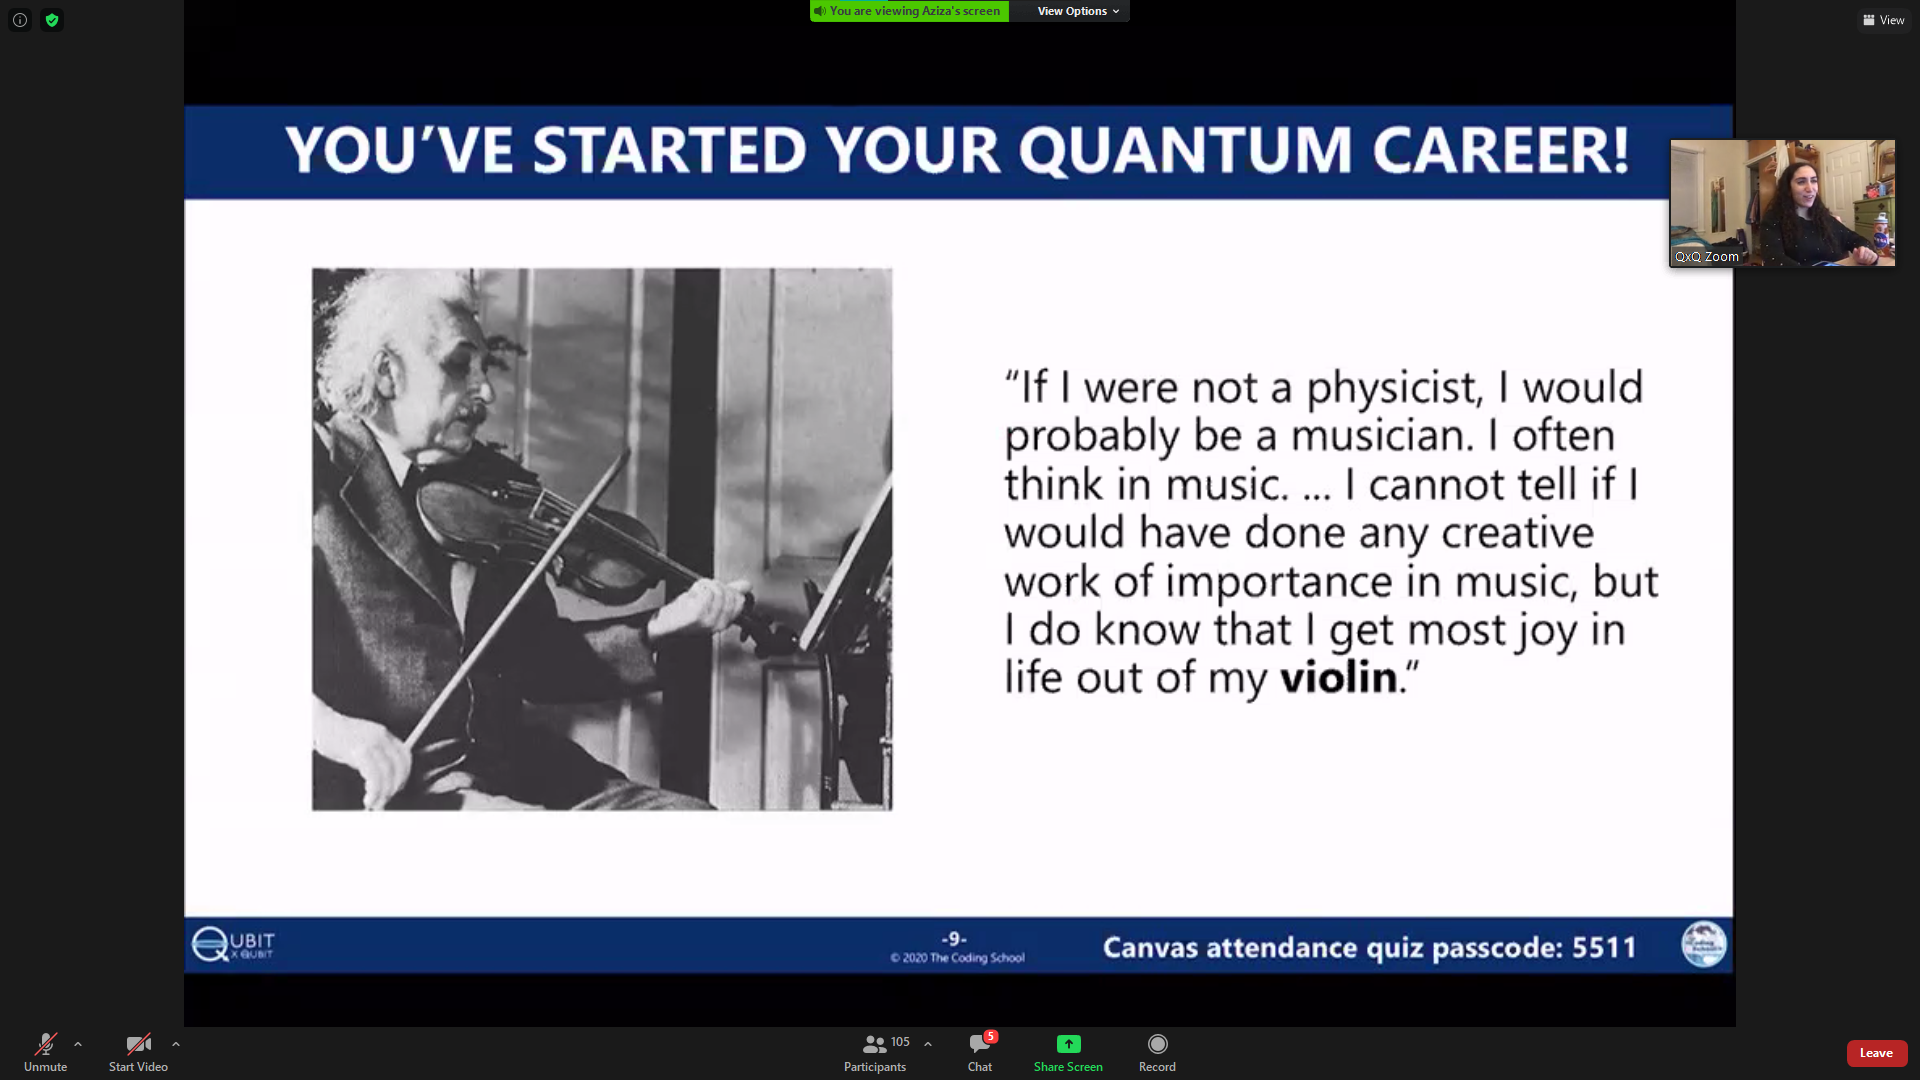 You are viewing Aziza's screen
View Options
View
YOU'VE STARTED YOUR QUANTUM CAREER!
QxQ Zoom
“If I were not a physicist, I would
probably be a musician. I often
think in music. ... I cannot tell if I
would have done any creative
work of importance in music, but
I do know that I get most joy in
life out of my violin.”
QUBIT
X QUBIT
-9-
© 2020 The Coding School
Canvas attendance quiz passcode: 5511
The
Coding
School
Unmute
Start Video
105
Participants
5
Chat
Share Screen
Record
Leave